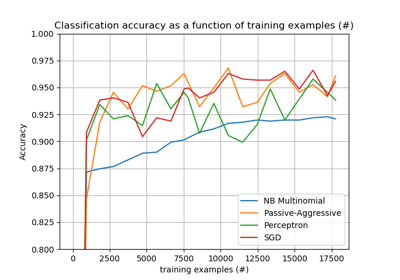 Classification accuracy as a function of training examples (#)
1.000
0.975
0.950
0.925
0.900
0.875
0.850
0.825
0.800
Accuracy
0 2500 5000 7500 10000 12500 15000 17500
training examples (#)
NB Multinomial
Passive-Aggressive
Perceptron
SGD